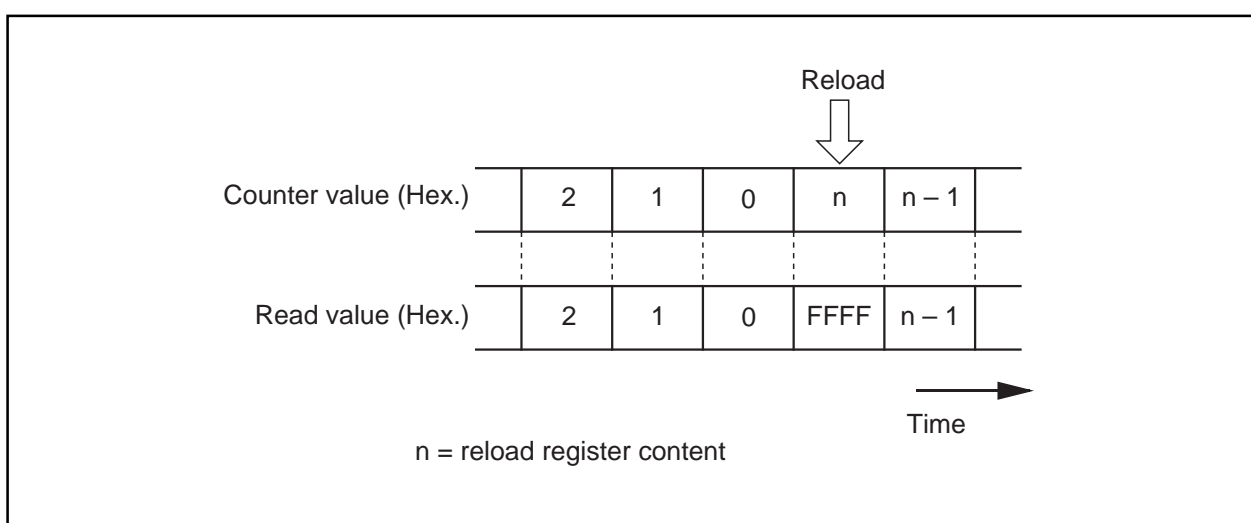 Reload
Counter value (Hex.) 2 1 0 n n – 1
Read value (Hex.) 2 1 0 FFFF n – 1
Time
n = reload register content